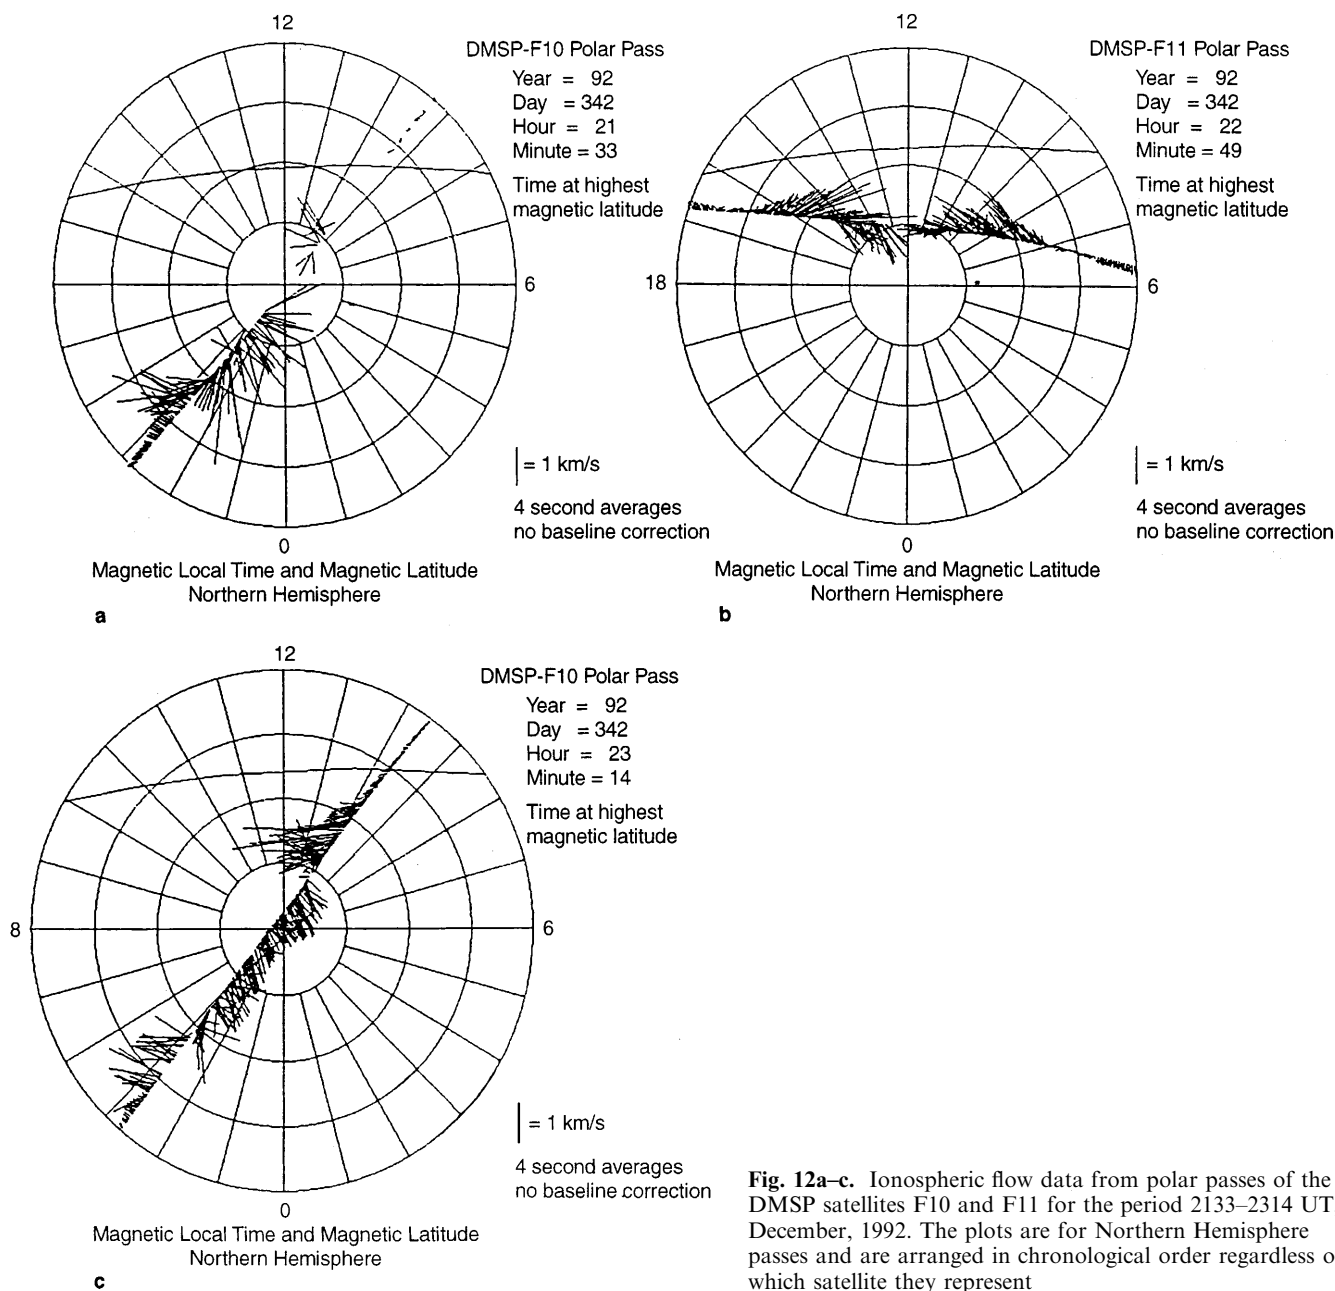 12
DMSP-F10 Polar Pass
Year = 92
Day = 342
Hour = 21
Minute = 33
Time at highest
magnetic latitude
6
= 1 km/s
4 second averages
no baseline correction
0
Magnetic Local Time and Magnetic Latitude
Northern Hemisphere
a
12
DMSP-F11 Polar Pass
Year = 92
Day = 342
Hour = 22
Minute = 49
Time at highest
magnetic latitude
18
6
= 1 km/s
4 second averages
no baseline correction
0
Magnetic Local Time and Magnetic Latitude
Northern Hemisphere
b
12
DMSP-F10 Polar Pass
Year = 92
Day = 342
Hour = 23
Minute = 14
Time at highest
magnetic latitude
8
6
= 1 km/s
4 second averages
no baseline correction
0
Magnetic Local Time and Magnetic Latitude
Northern Hemisphere
c
Fig. 12a–c. Ionospheric flow data from polar passes of the
DMSP satellites F10 and F11 for the period 2133–2314 UT
December, 1992. The plots are for Northern Hemisphere
passes and are arranged in chronological order regardless o
which satellite they represent